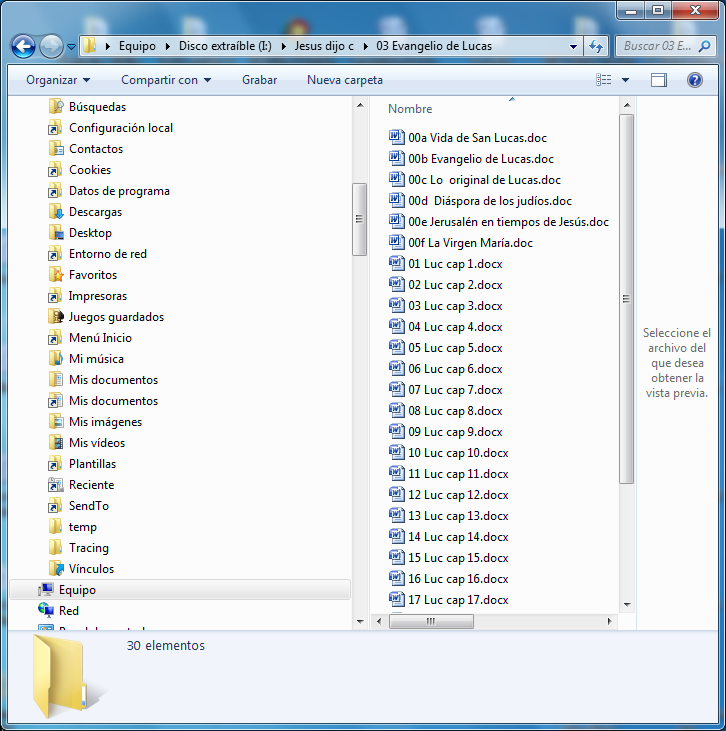 Equipo Disco extraíble (I:) Jesus dijo c 03 Evangelio de Lucas
Buscar 03 E...
Organizar Compartir con Grabar Nueva carpeta
Búsquedas
Configuración local
Contactos
Cookies
Datos de programa
Descargas
Desktop
Entorno de red
Favoritos
Impresoras
Juegos guardados
Menú Inicio
Mi música
Mis documentos
Mis documentos
Mis imágenes
Mis vídeos
Plantillas
Reciente
SendTo
temp
Tracing
Vínculos
Equipo
Red
Nombre
00a Vida de San Lucas.doc
00b Evangelio de Lucas.doc
00c Lo  original de Lucas.doc
00d  Diáspora de los judíos.doc
00e Jerusalén en tiempos de Jesús.doc
00f La Virgen María.doc
01 Luc cap 1.docx
02 Luc cap 2.docx
03 Luc cap 3.docx
04 Luc cap 4.docx
05 Luc cap 5.docx
06 Luc cap 6.docx
07 Luc cap 7.docx
08 Luc cap 8.docx
09 Luc cap 9.docx
10 Luc cap 10.docx
11 Luc cap 11.docx
12 Luc cap 12.docx
13 Luc cap 13.docx
14 Luc cap 14.docx
15 Luc cap 15.docx
16 Luc cap 16.docx
17 Luc cap 17.docx
Seleccione el
archivo del
que desea
obtener la
vista previa.
30 elementos